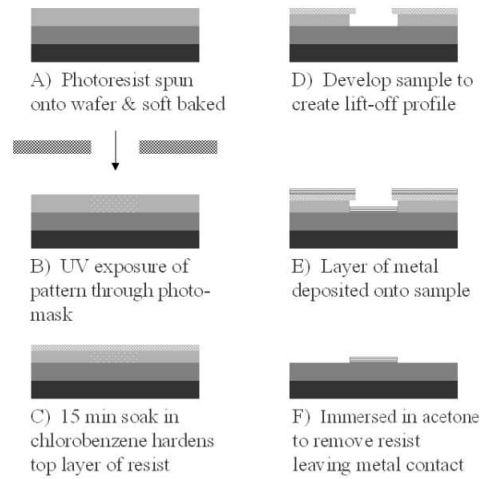 A) Photoresist spun
onto wafer & soft baked
B) UV exposure of
pattern through photo-
mask
C) 15 min soak in
chlorobenzene hardens
top layer of resist
D) Develop sample to
create lift-off profile
E) Layer of metal
deposited onto sample
F) Immersed in acetone
to remove resist
leaving metal contact